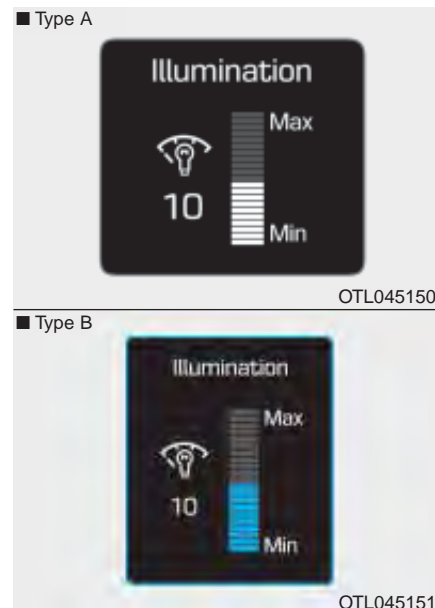 ■ Type A
Illumination
Max
10
Min
OTL045150
■ Type B
Illumination
Max
10
Min
OTL045151